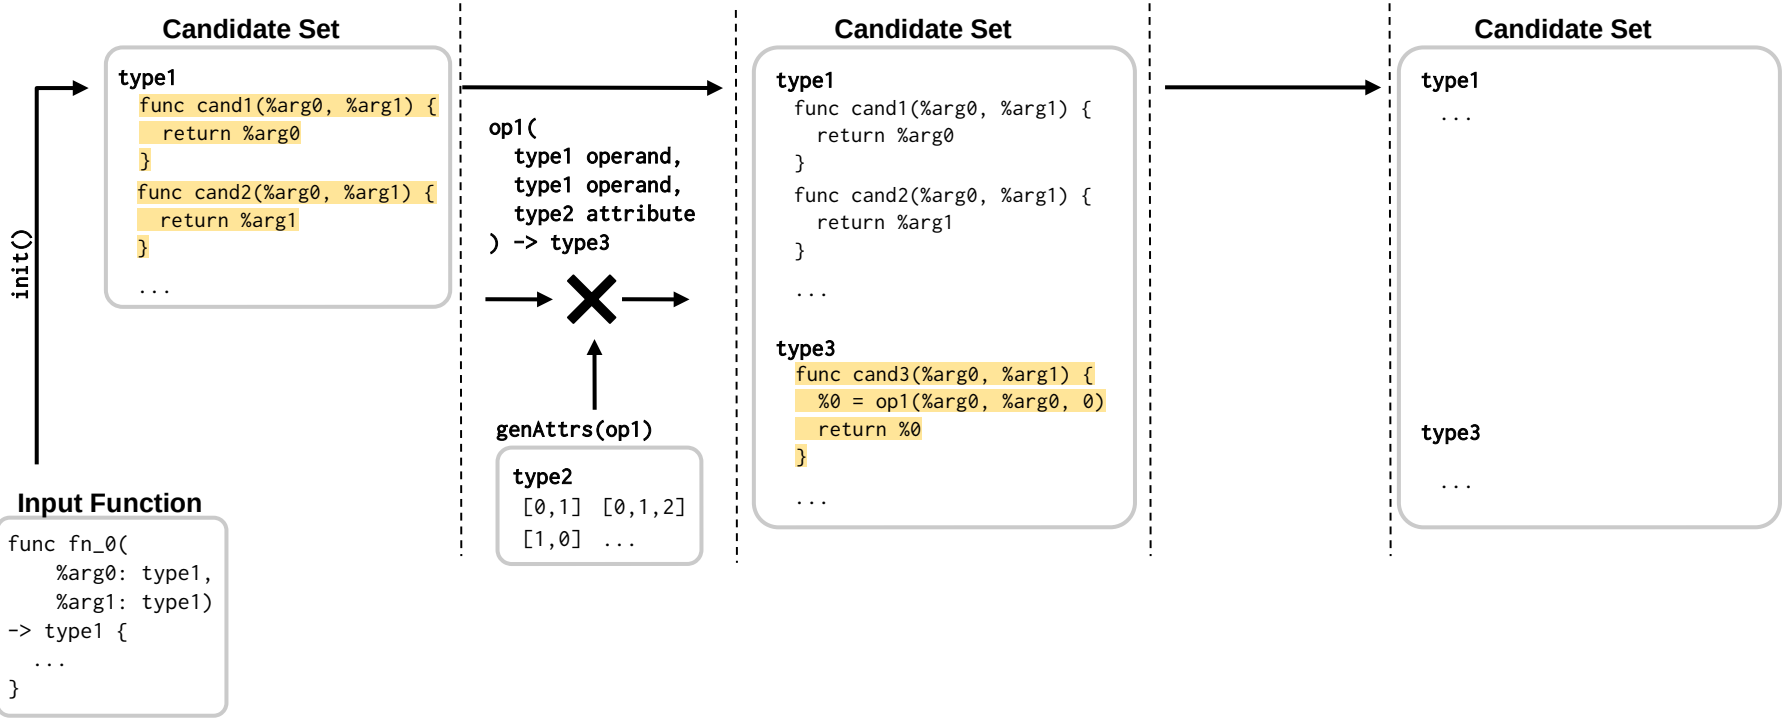 Candidate Set
type1
func cand1(%arg0, %arg1) {
return %arg0
}
func cand2(%arg0, %arg1) {
return %arg1
}
...
init()
Input Function
func fn_0(
%arg0: type1,
%arg1: type1)
-> type1 {
...
}
op1(
type1 operand,
type1 operand,
type2 attribute
) -> type3
genAttrs(op1)
type2
[0,1] [0,1,2]
[1,0] ...
Candidate Set
type1
func cand1(%arg0, %arg1) {
return %arg0
}
func cand2(%arg0, %arg1) {
return %arg1
}
...
type3
func cand3(%arg0, %arg1) {
%0 = op1(%arg0, %arg0, 0)
return %0
}
...
Candidate Set
type1
...
type3
...